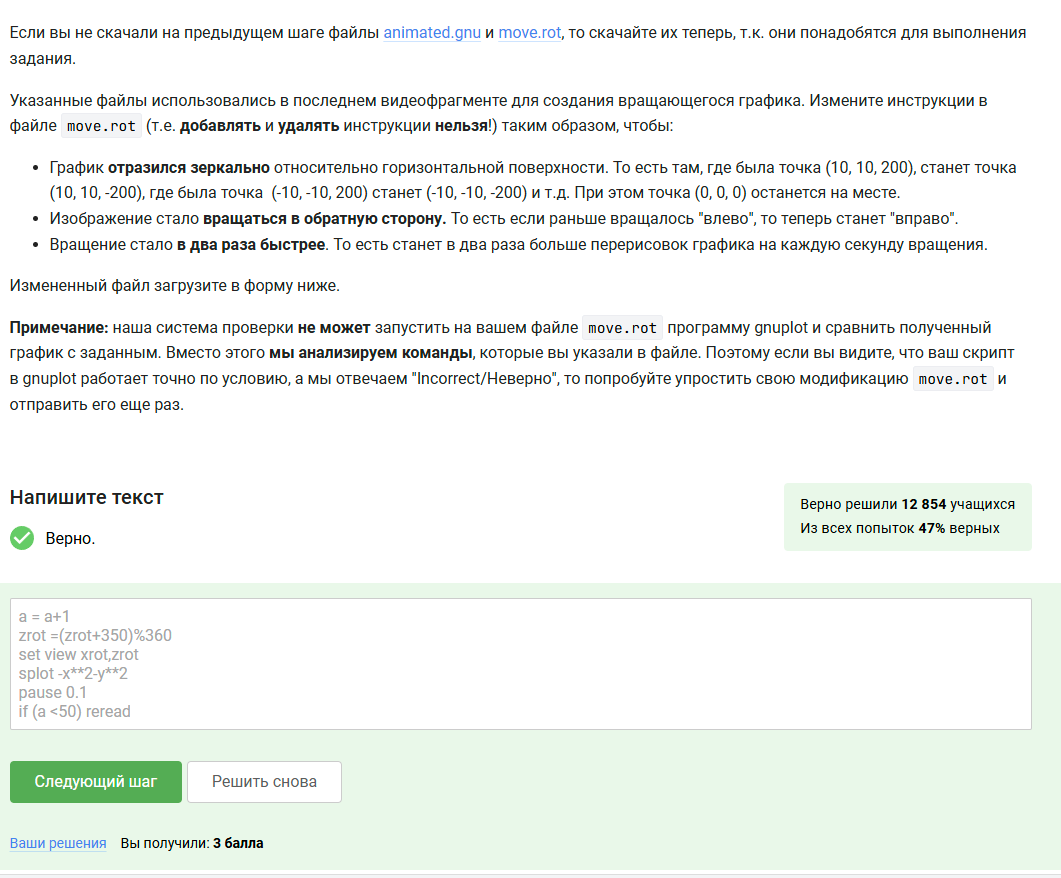 Если вы не скачали на предыдущем шаге файлы animated.gnu и move.rot, то скачайте их теперь, т.к. они понадобятся для выполнения
задания.
Указанные файлы использовались в последнем видеофрагменте для создания вращающегося графика. Измените инструкции в
файле move.rot (т.е. добавлять и удалять инструкции нельзя!) таким образом, чтобы:
• График отразился зеркально относительно горизонтальной поверхности. То есть там, где была точка (10, 10, 200), станет точка
(10, 10, -200), где была точка (-10, -10, 200) станет (-10, -10, -200) и т.д. При этом точка (0, 0, 0) останется на месте.
• Изображение стало вращаться в обратную сторону. То есть если раньше вращалось "влево", то теперь станет "вправо".
• Вращение стало в два раза быстрее. То есть станет в два раза больше перерисовок графика на каждую секунду вращения.
Измененный файл загрузите в форму ниже.
Примечание: наша система проверки не может запустить на вашем файле move.rot программу gnuplot и сравнить полученный
график с заданным. Вместо этого мы анализируем команды, которые вы указали в файле. Поэтому если вы видите, что ваш скрипт
в gnuplot работает точно по условию, а мы отвечаем "Incorrect/Неверно", то попробуйте упростить свою модификацию move.rot и
отправить его еще раз.
Напишите текст
Верно.
Верно решили 12 854 учащихся
Из всех попыток 47% верных
a = a+1
zrot =(zrot+350)%360
set view xrot,zrot
splot -x**2-y**2
pause 0.1
if (a <50) reread
Следующий шаг
Решить снова
Ваши решения Вы получили: 3 балла